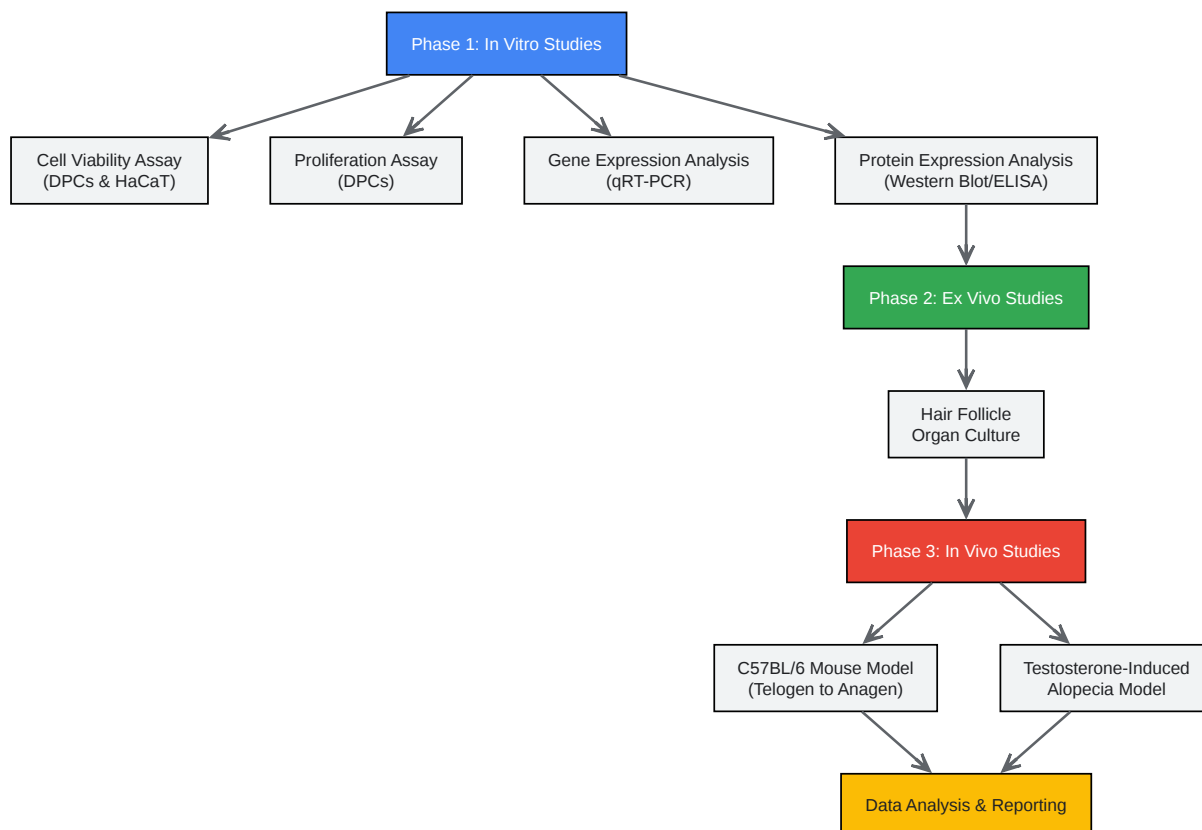 Phase 1: In Vitro Studies
Cell Viability Assay
(DPCs & HaCaT)
Proliferation Assay
(DPCs)
Gene Expression Analysis
(qRT-PCR)
Protein Expression Analysis
(Western Blot/ELISA)
Phase 2: Ex Vivo Studies
Hair Follicle
Organ Culture
Phase 3: In Vivo Studies
C57BL/6 Mouse Model
(Telogen to Anagen)
Testosterone-Induced
Alopecia Model
Data Analysis & Reporting